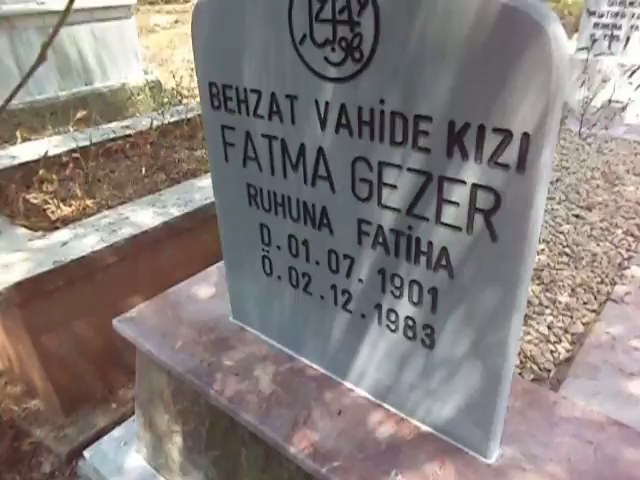 BEHZAT VAHİDE KIZI
FATMA GEZER
RUHUNA FATİHA
D.01.07.1901
Ö.02.12.1983